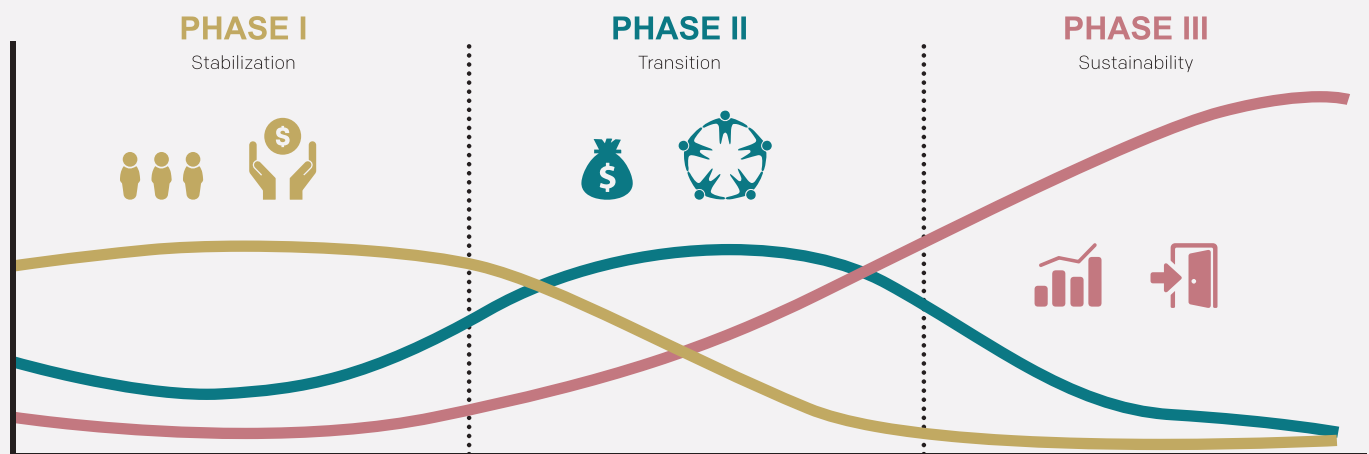 PHASE I
Stabilization
PHASE II
Transition
PHASE III
Sustainability
$
$